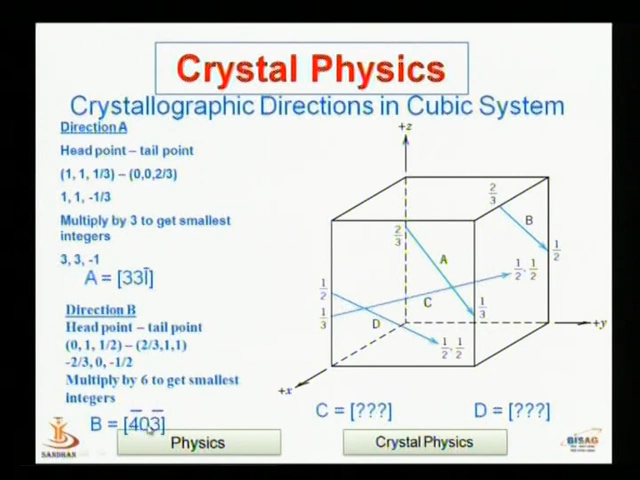 Crystal Physics
Crystallographic Directions in Cubic System
Direction A
Head point – tail point
(1, 1, 1/3) – (0,0,2/3)
1, 1, -1/3
Multiply by 3 to get smallest
integers
3, 3, -1
A = [331̄]
Direction B
Head point – tail point
(0, 1, 1/2) – (2/3,1,1)
-2/3, 0, -1/2
Multiply by 6 to get smallest
integers
B = [4̄03̄]
+z
2/3
B
2/3
1/2
A
1/2, 1/2
1/2
C
1/3
1/3
D
+y
1/2, 1/2
+x
C = [???]
D = [???]
SANDHAN
Physics
Crystal Physics
BISAG